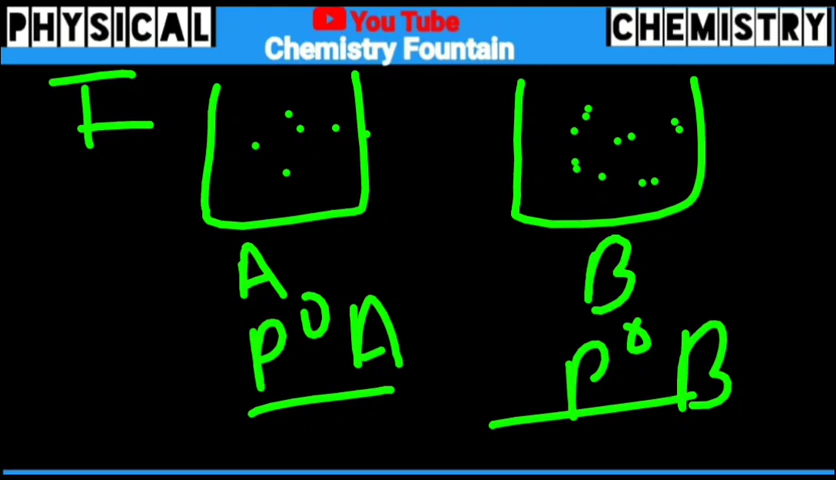 PHYSICAL
You Tube
Chemistry Fountain
CHEMISTRY
A
B
P⁰A
P⁰B